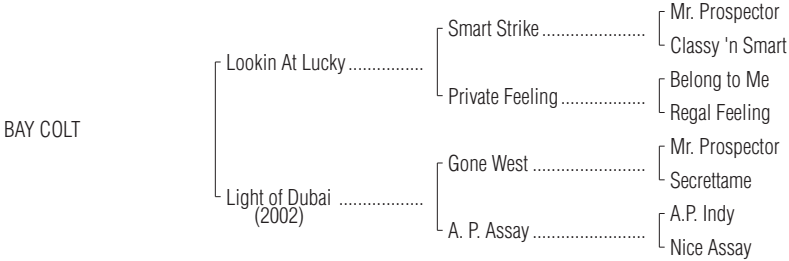 Mr. Prospector
Smart Strike......................
Classy 'n Smart
Lookin At Lucky................
Belong to Me
Private Feeling..................
Regal Feeling
BAY COLT
Mr. Prospector
Gone West ........................
Secrettame
Light of Dubai ..................
(2002)
A.P. Indy
A. P. Assay........................
Nice Assay